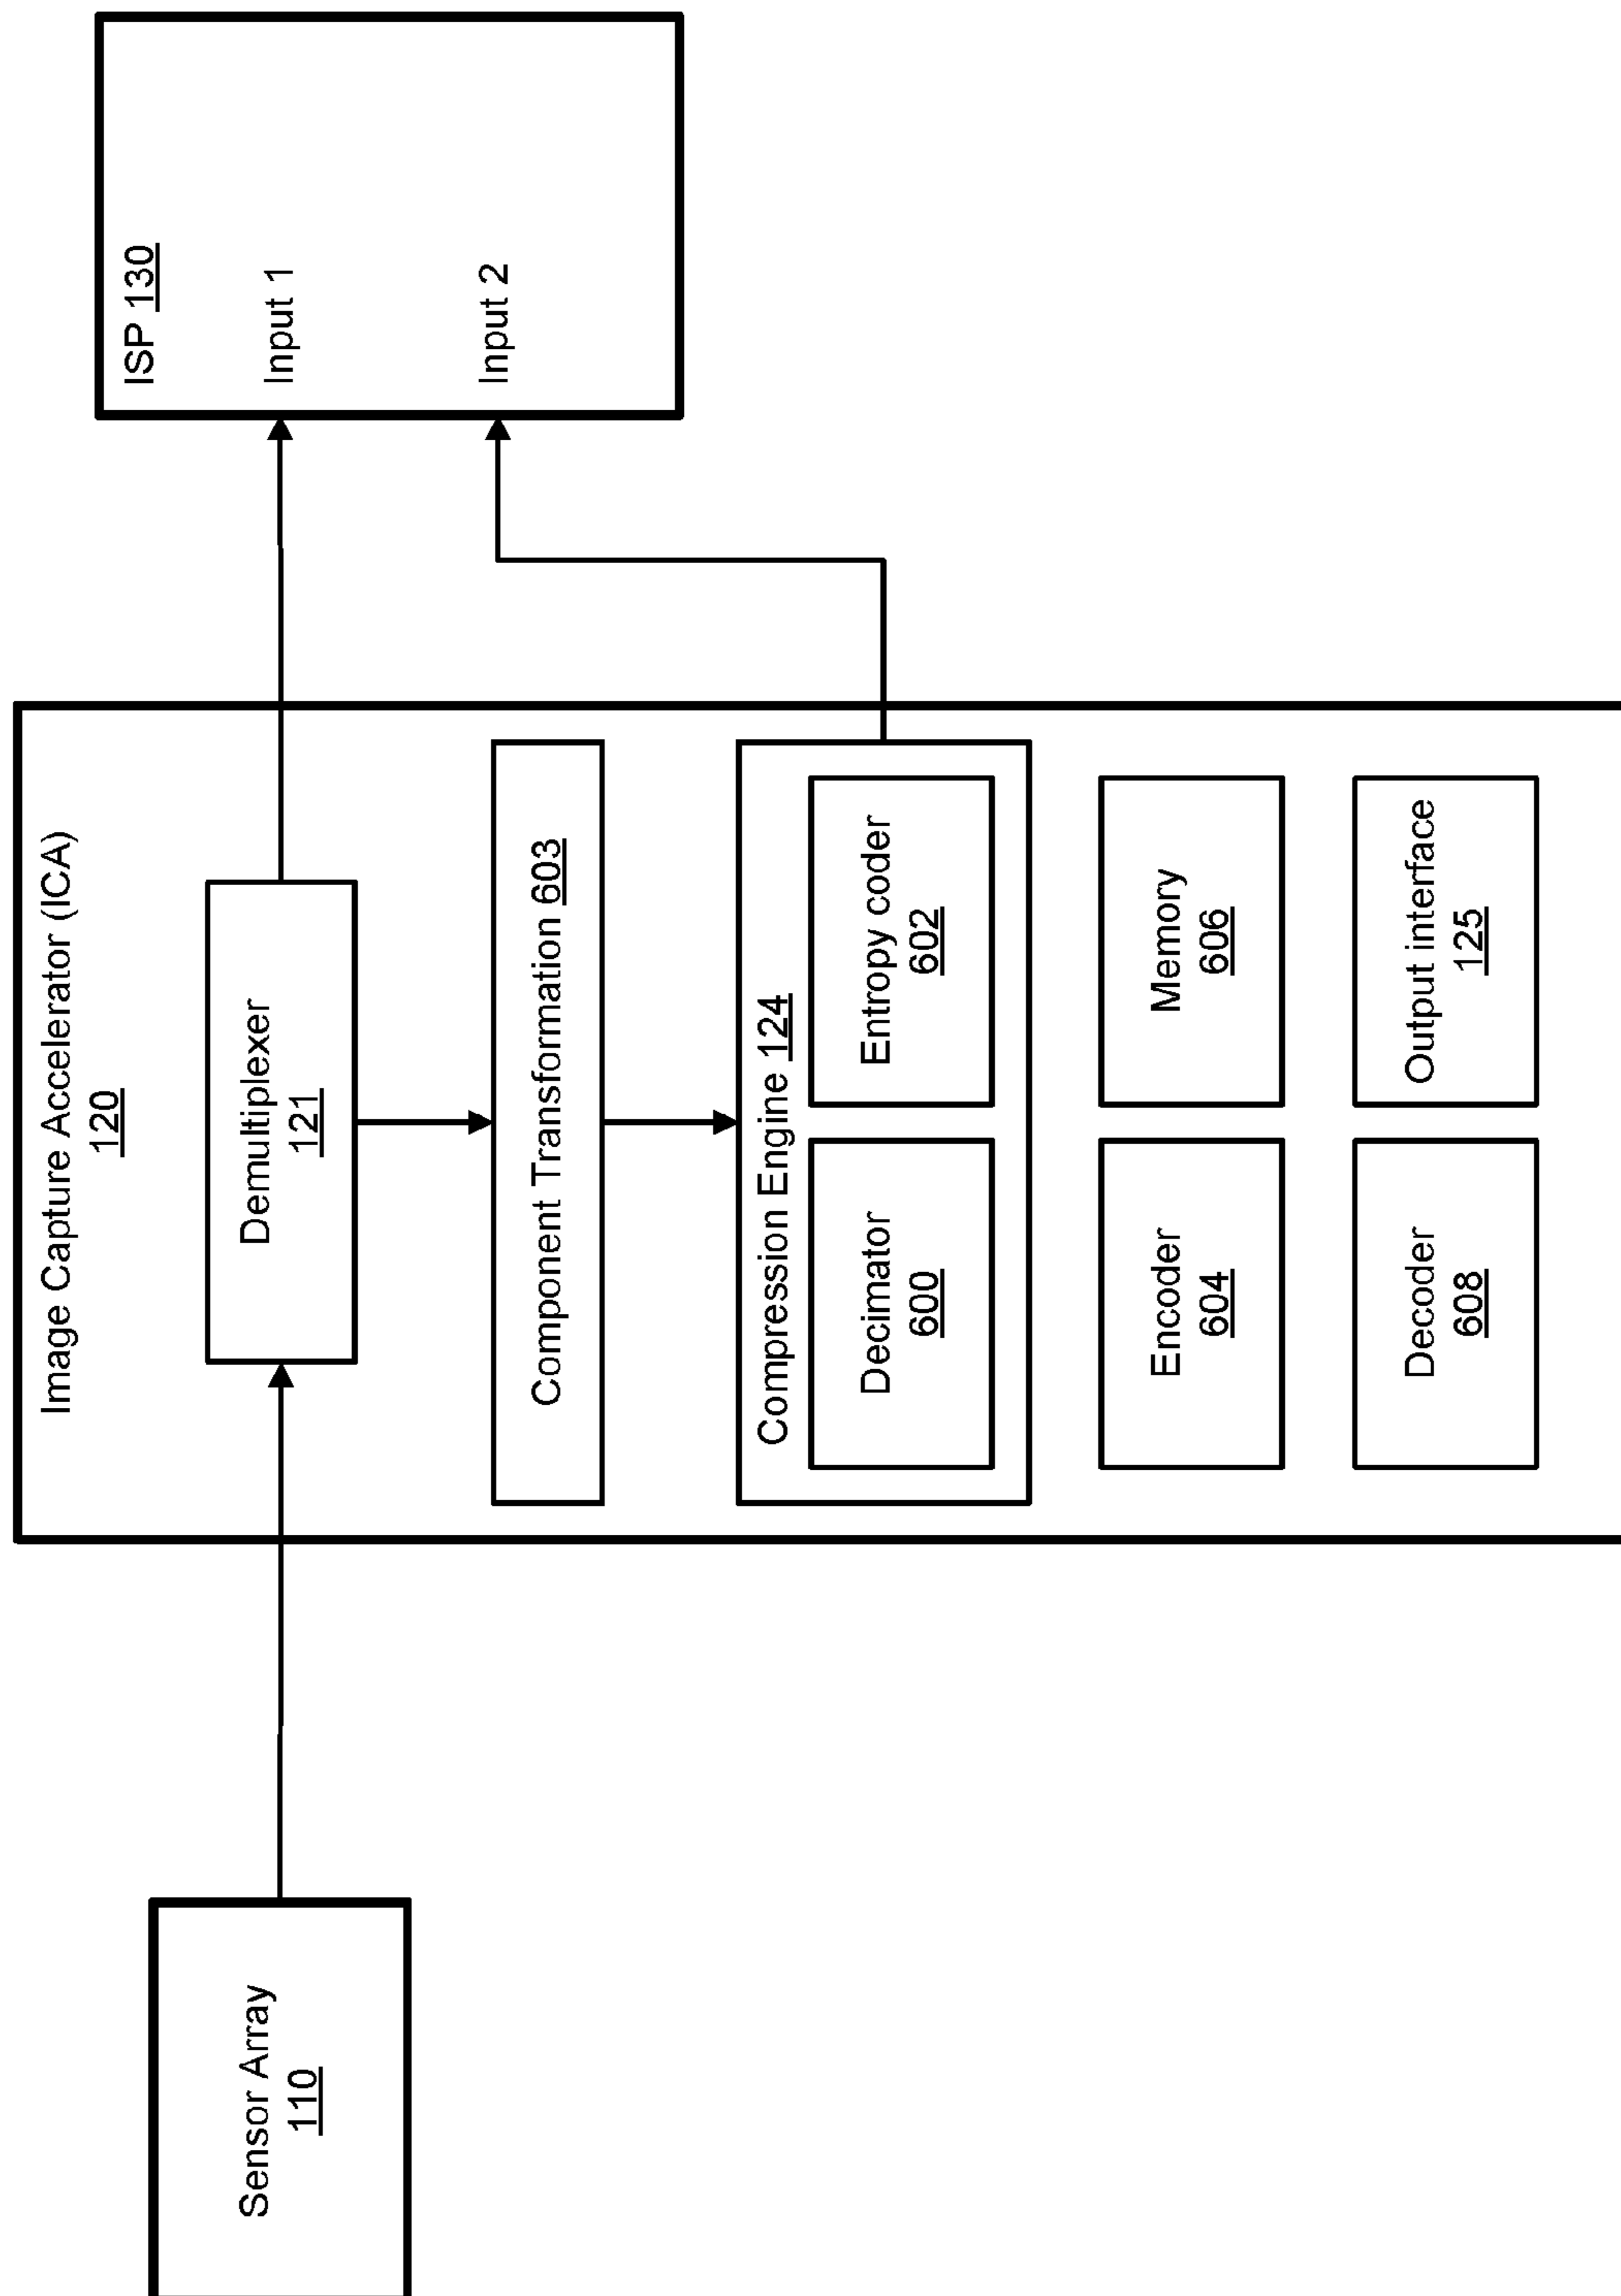 Sensor Array
110
Image Capture Accelerator (ICA)
120
Demultiplexer
121
Component Transformation 603
Compression Engine 124
Decimator
600
Entropy coder
602
Encoder
604
Memory
606
Decoder
608
Output interface
125
ISP 130
Input 1
Input 2